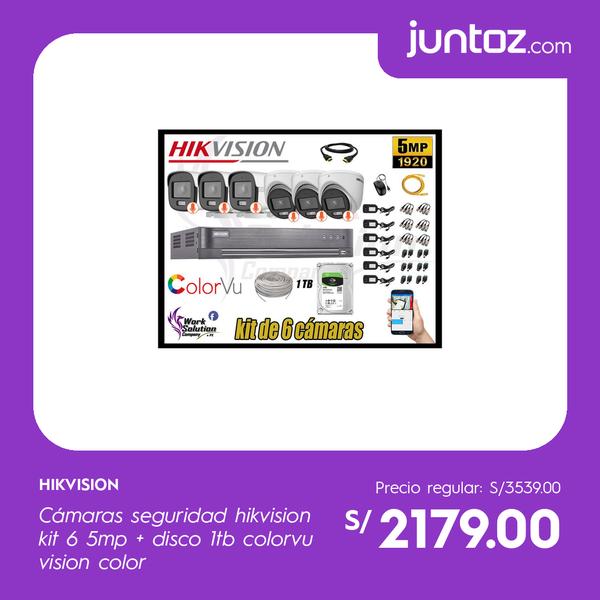 juntoz.com
HIKVISION
5MP
1920
ColorVu
1 TB
Work
Solution
Company
kit de 6 cámaras
HIKVISION
Cámaras seguridad hikvision
kit 6 5mp + disco 1tb colorvu
vision color
Precio regular: S/3539.00
S/ 2179.00